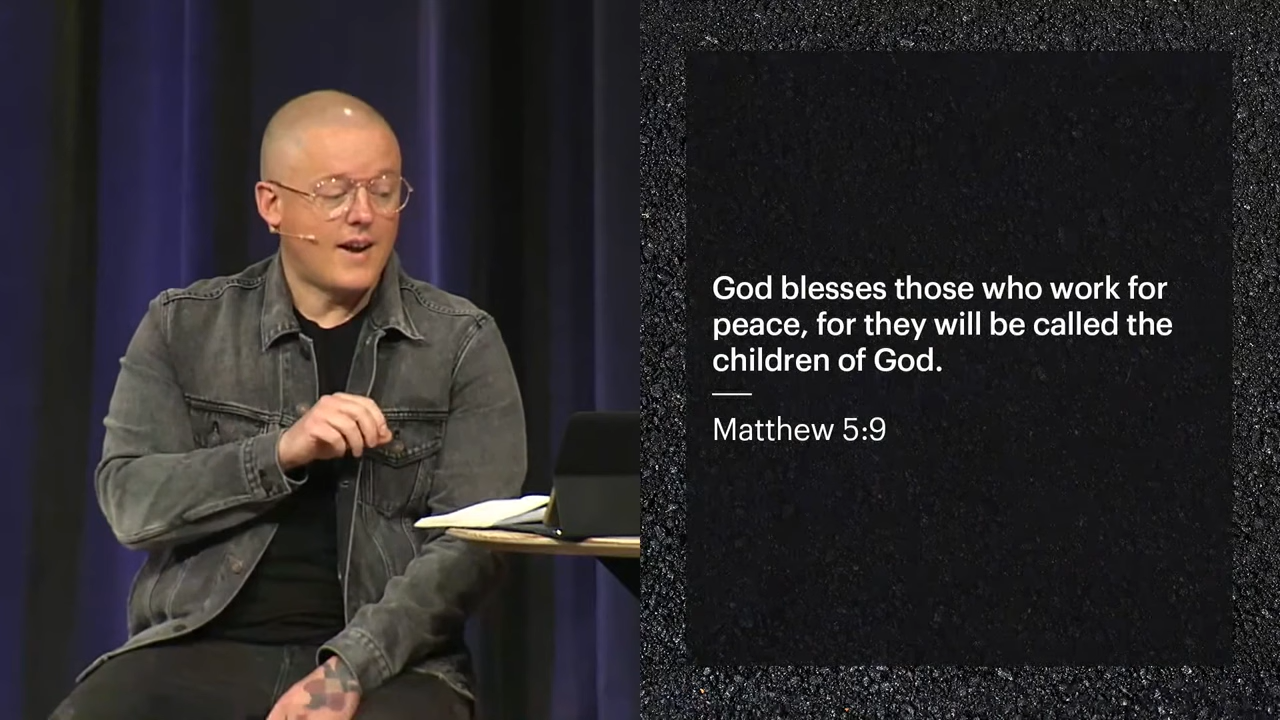 God blesses those who work for
peace, for they will be called the
children of God.
Matthew 5:9